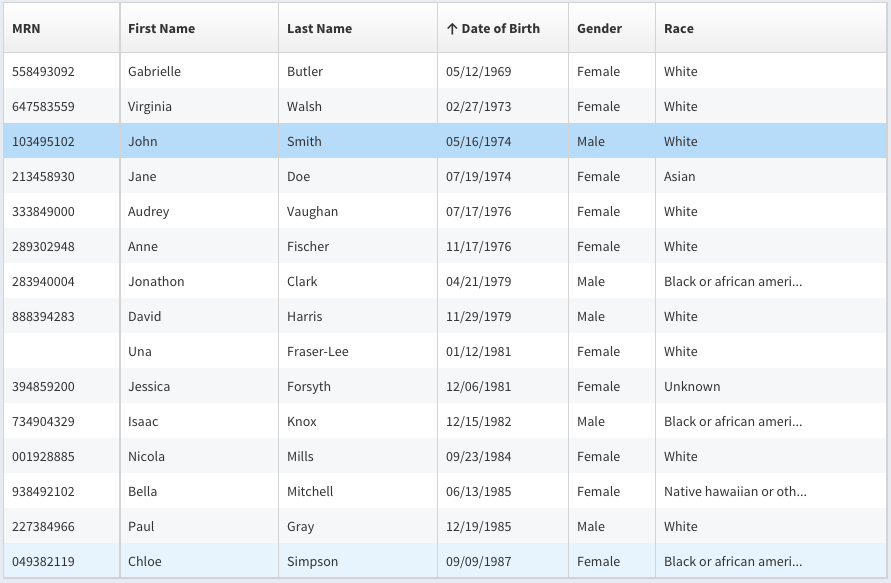 MRN First Name Last Name ↑ Date of Birth Gender Race
558493092 Gabrielle Butler 05/12/1969 Female White
647583559 Virginia Walsh 02/27/1973 Female White
103495102 John Smith 05/16/1974 Male White
213458930 Jane Doe 07/19/1974 Female Asian
333849000 Audrey Vaughan 07/17/1976 Female White
289302948 Anne Fischer 11/17/1976 Female White
283940004 Jonathon Clark 04/21/1979 Male Black or african ameri...
888394283 David Harris 11/29/1979 Male White
Una Fraser-Lee 01/12/1981 Female White
394859200 Jessica Forsyth 12/06/1981 Female Unknown
734904329 Isaac Knox 12/15/1982 Male Black or african ameri...
001928885 Nicola Mills 09/23/1984 Female White
938492102 Bella Mitchell 06/13/1985 Female Native hawaiian or oth...
227384966 Paul Gray 12/19/1985 Male White
049382119 Chloe Simpson 09/09/1987 Female Black or african ameri...